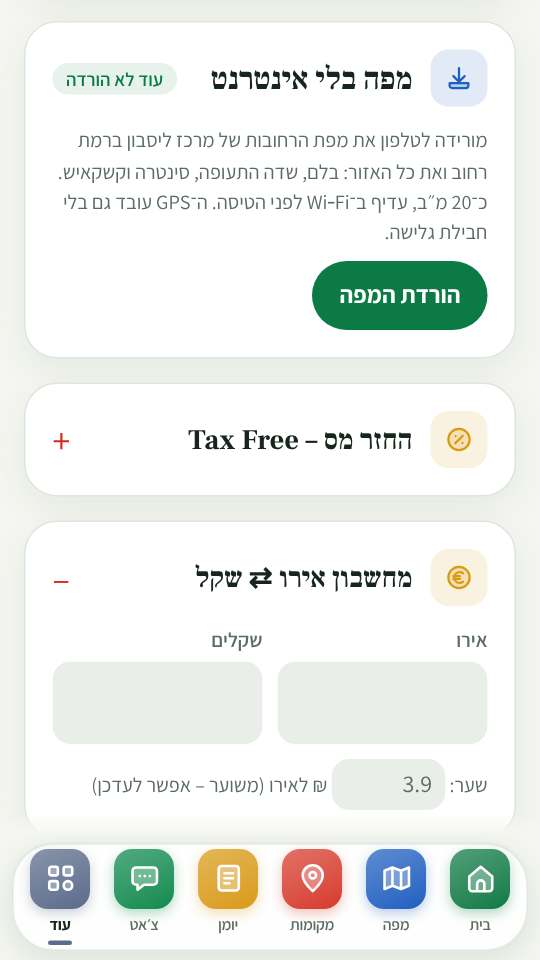 מפה בלי אינטרנט
עוד לא הורדה
מורידה לטלפון את מפת הרחובות של מרכז ליסבון ברמת
רחוב ואת כל האזור: בלם, שדה התעופה, סינטרה וקשקאיש.
כ־20 מ״ב, עדיף ב־Wi-Fi לפני הטיסה. ה־GPS עובד גם בלי
חבילת גלישה.
הורדת המפה
החזר מס – Tax Free
+
מחשבון אירו ⇄ שקל
–
אירו
שקלים
שער: 3.9 ₪ לאירו (משוער – אפשר לעדכן)
בית
מפה
מקומות
יומן
צ׳אט
עוד